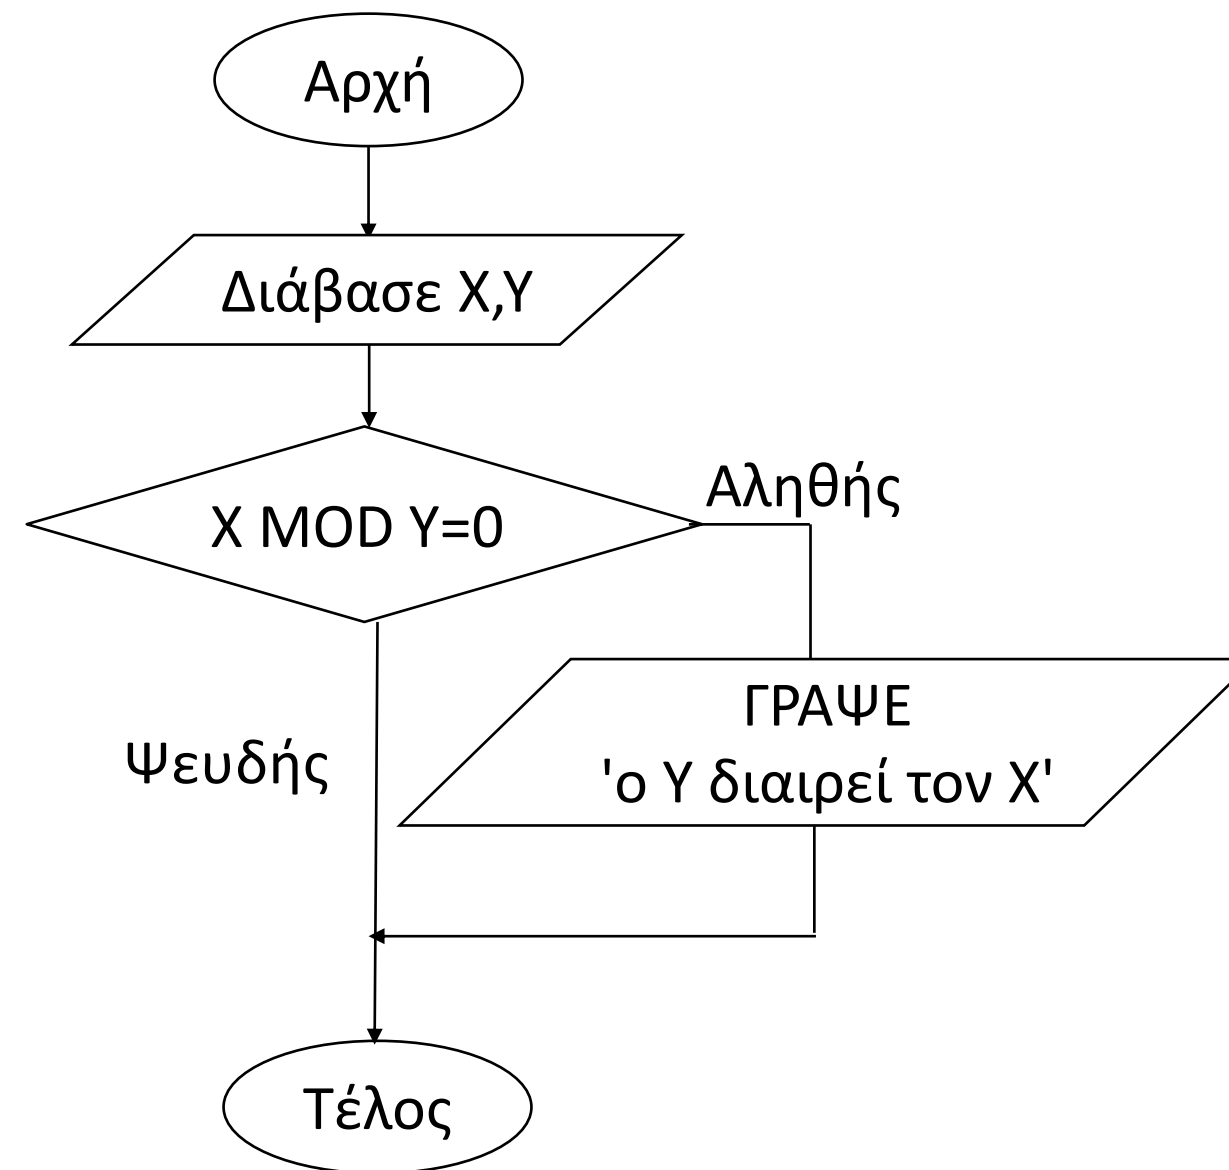 Αρχή
Διάβασε Χ,Υ
Χ MOD Υ=0
Αληθής
ΓΡΑΨΕ
'ο Υ διαιρεί τον Χ'
Ψευδής
Τέλος